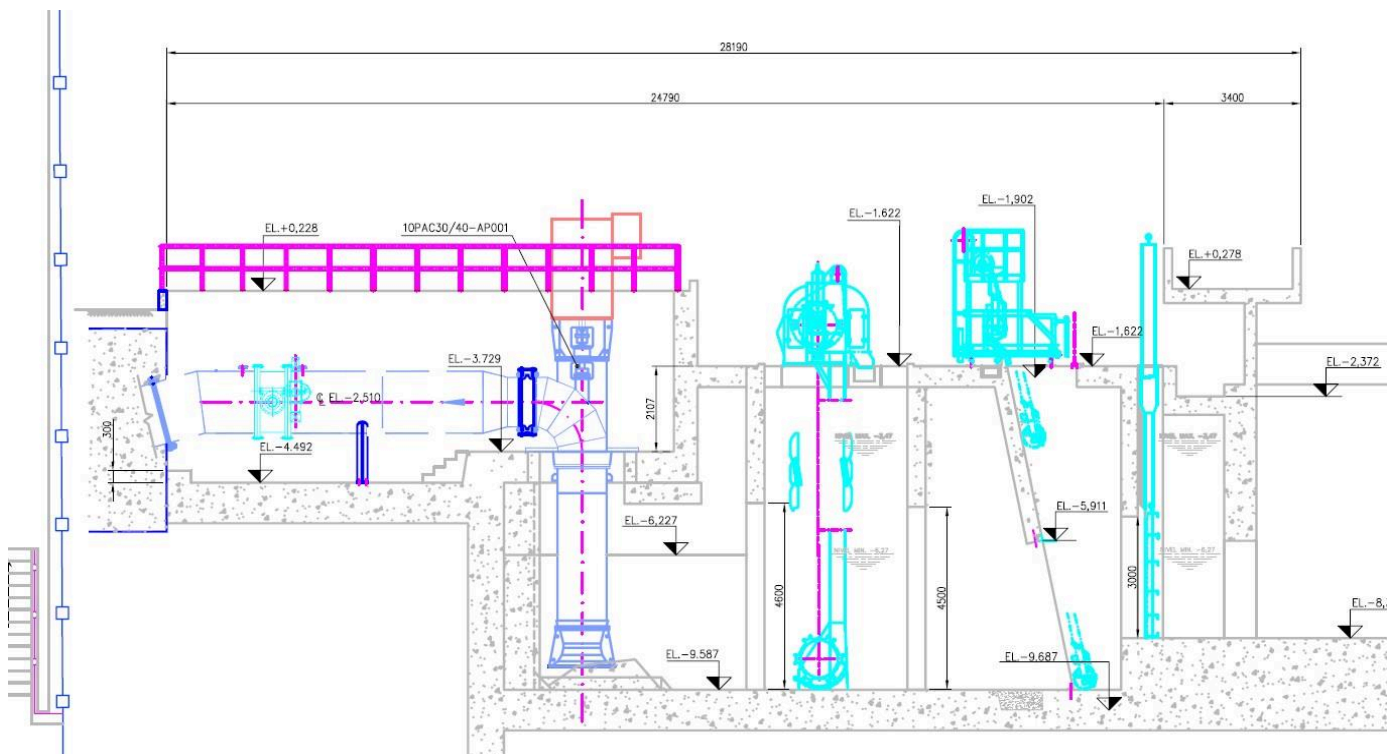 28190
24790
3400
EL.+0,228
10PAC30/40-AP001
EL.-1.622
EL.-1,902
EL.+0,278
EL.-1,622
EL.-2,372
EL.-3.729
℄ EL.-2,510
2107
300
EL.-4.492
EL.-6,227
EL.-5,911
4600
4500
3000
EL.-9.587
EL.-9.687
EL.-8,